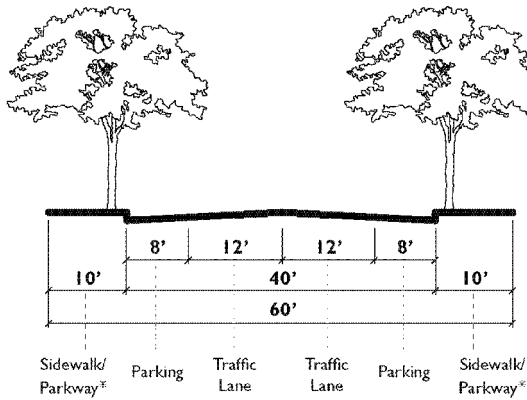 8' 12' 12' 8'
10' 40' 10'
60'
Sidewalk/ Parking Traffic Traffic Parking Sidewalk/
Parkway* Lane Lane Parkway*